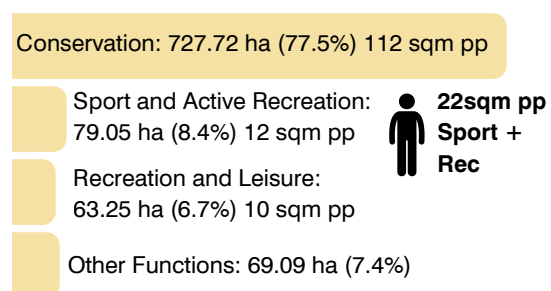 Conservation: 727.72 ha (77.5%) 112 sqm pp
Sport and Active Recreation:
79.05 ha (8.4%) 12 sqm pp
22sqm pp
Sport +
Rec
Recreation and Leisure:
63.25 ha (6.7%) 10 sqm pp
Other Functions: 69.09 ha (7.4%)